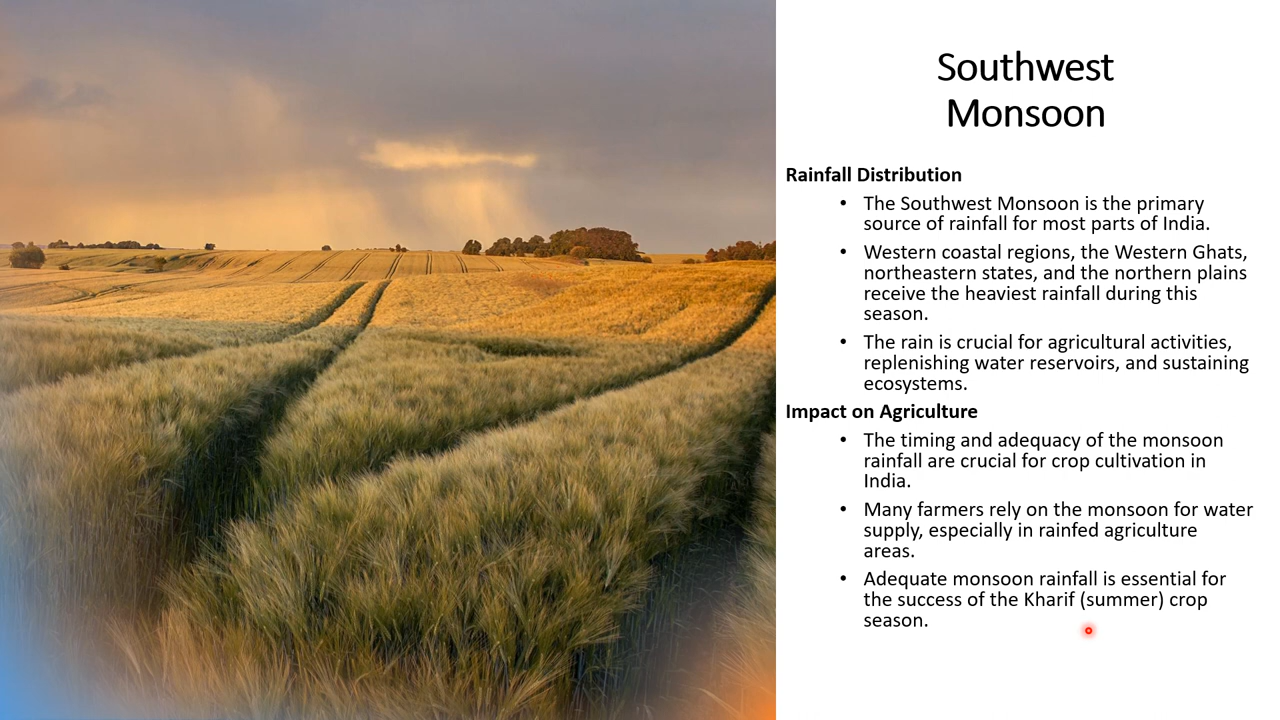 Southwest
Monsoon
Rainfall Distribution
• The Southwest Monsoon is the primary
source of rainfall for most parts of India.
• Western coastal regions, the Western Ghats,
northeastern states, and the northern plains
receive the heaviest rainfall during this
season.
• The rain is crucial for agricultural activities,
replenishing water reservoirs, and sustaining
ecosystems.
Impact on Agriculture
• The timing and adequacy of the monsoon
rainfall are crucial for crop cultivation in
India.
• Many farmers rely on the monsoon for water
supply, especially in rainfed agriculture
areas.
• Adequate monsoon rainfall is essential for
the success of the Kharif (summer) crop
season.